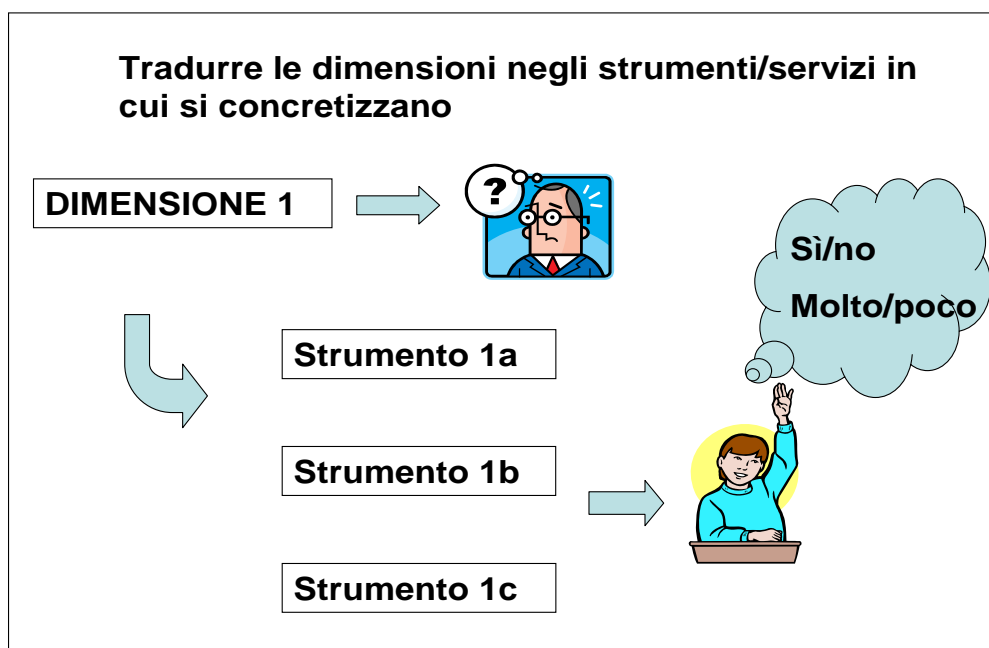 Tradurre le dimensioni negli strumenti/servizi in
cui si concretizzano
DIMENSIONE 1
?
Sì/no
Molto/poco
Strumento 1a
Strumento 1b
Strumento 1c